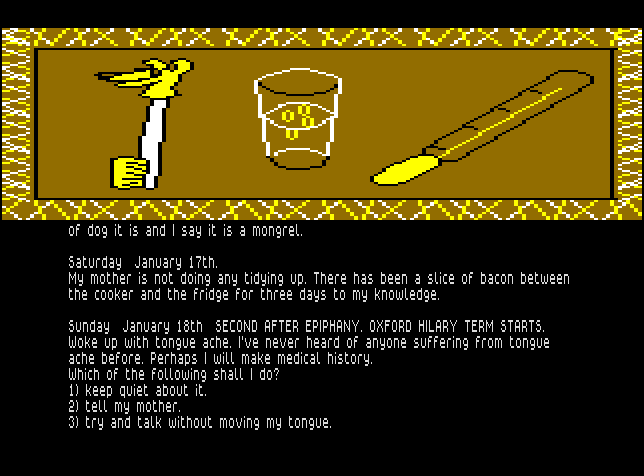 of dog it is and I say it is a mongrel.
Saturday  January 17th.
My mother is not doing any tidying up. There has been a slice of bacon between
the cooker and the fridge for three days to my knowledge.
Sunday  January 18th  SECOND AFTER EPIPHANY. OXFORD HILARY TERM STARTS.
Woke up with tongue ache. I've never heard of anyone suffering from tongue
ache before. Perhaps I will make medical history.
Which of the following shall I do?
1) keep quiet about it.
2) tell my mother.
3) try and talk without moving my tongue.